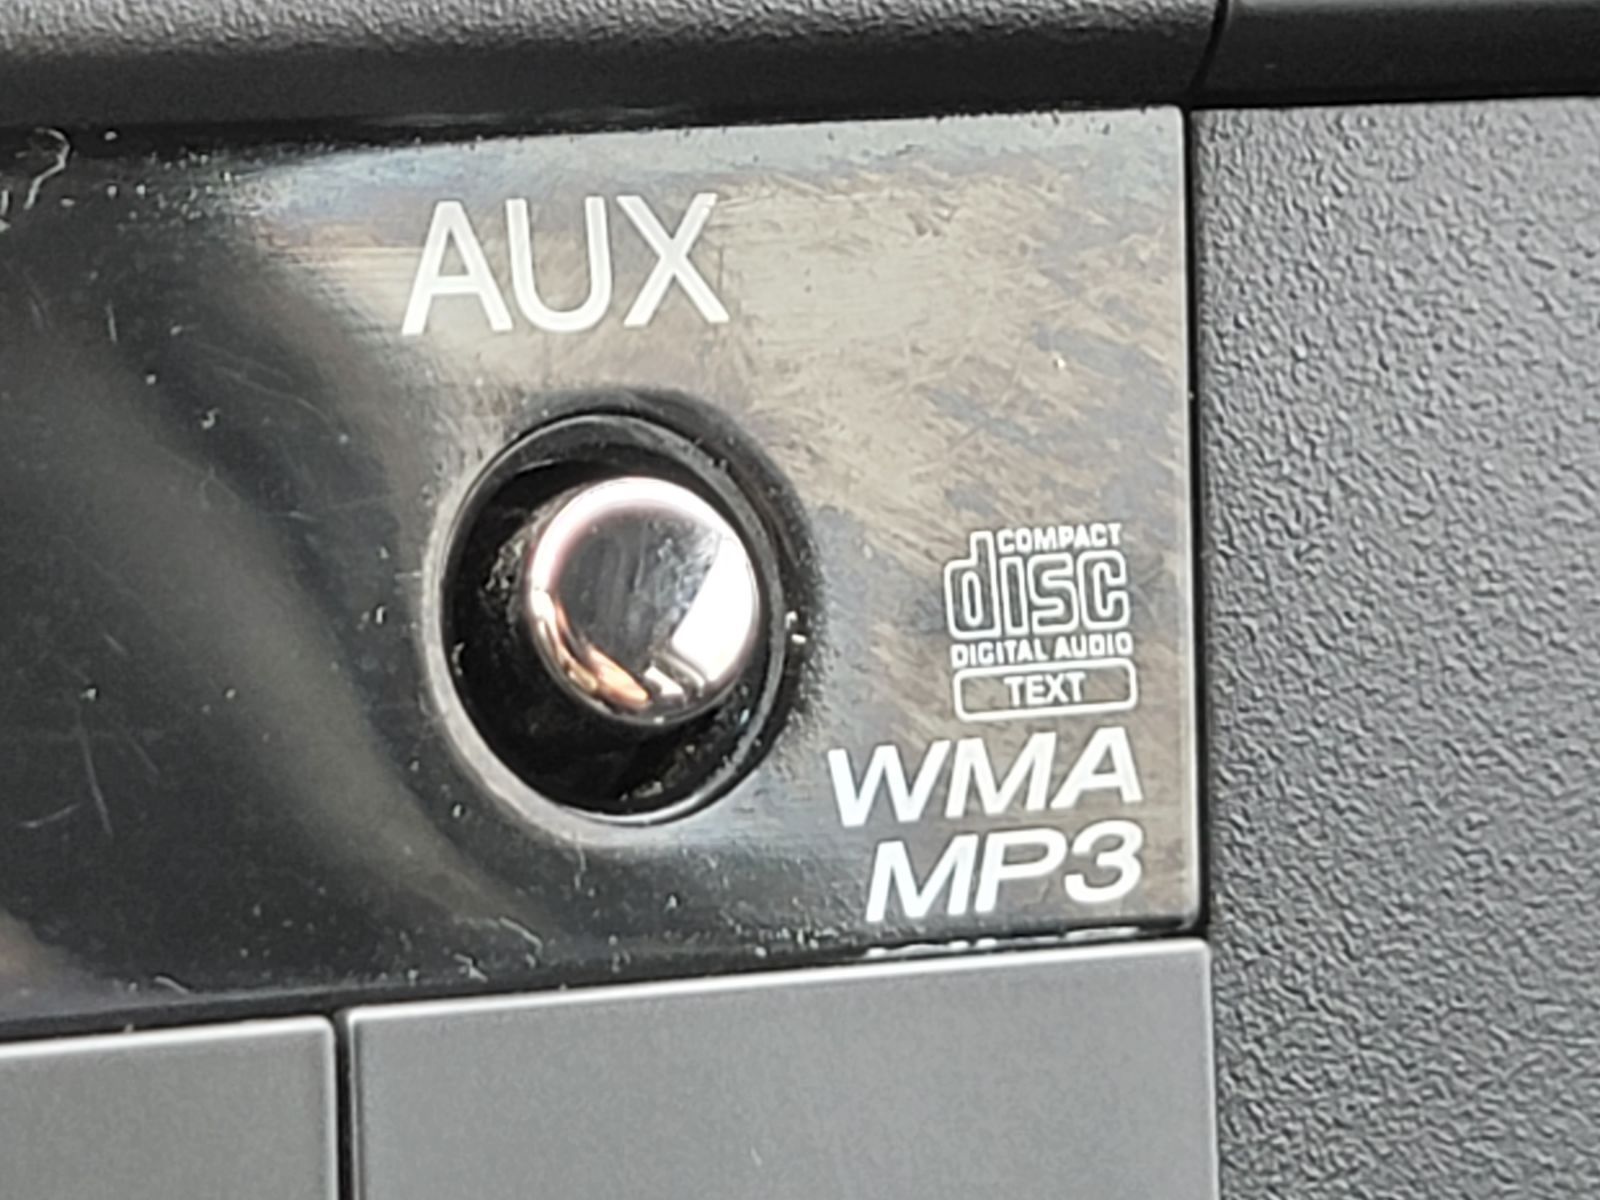 AUX
COMPACT
disc
DIGITAL AUDIO
TEXT
WMA
MP3